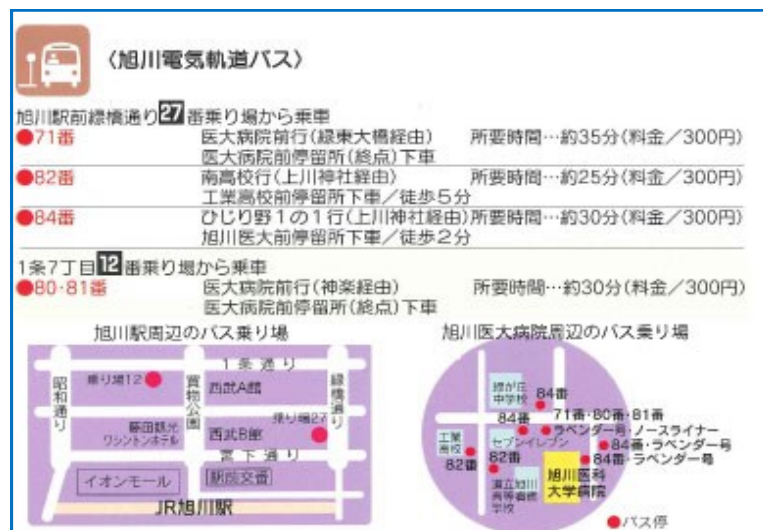 〈旭川電気軌道バス〉
旭川駅前緑橋通り27番乗り場から乗車
●71番 医大病院前行(緑東大橋経由) 所要時間…約35分(料金／300円)
医大病院前停留所(終点)下車
●82番 南高校行(上川神社経由) 所要時間…約25分(料金／300円)
工業高校前停留所下車／徒歩5分
●84番 ひじり野1の1行(上川神社経由)所要時間…約30分(料金／300円)
旭川医大前停留所下車／徒歩2分
1条7丁目12番乗り場から乗車
●80·81番 医大病院前行(神楽経由) 所要時間…約30分(料金／300円)
医大病院前停留所(終点)下車
旭川駅周辺のバス乗り場
1条通り
昭和通り
乗り場12
買物公園
西武A館
緑橋通り
乗り場27
藤田観光
ワシントンホテル
西武B館
宮下通り
イオンモール
駅前交番
JR旭川駅
旭川医大病院周辺のバス乗り場
緑が丘
中学校
84番
71番·80番·81番
84番
ラベンダー号·ノースライナー
工業
高校
セブンイレブン
84番·ラベンダー号
82番
82番
84番·ラベンダー号
道立旭川
高等看護
学校
旭川医科
大学病院
●バス停